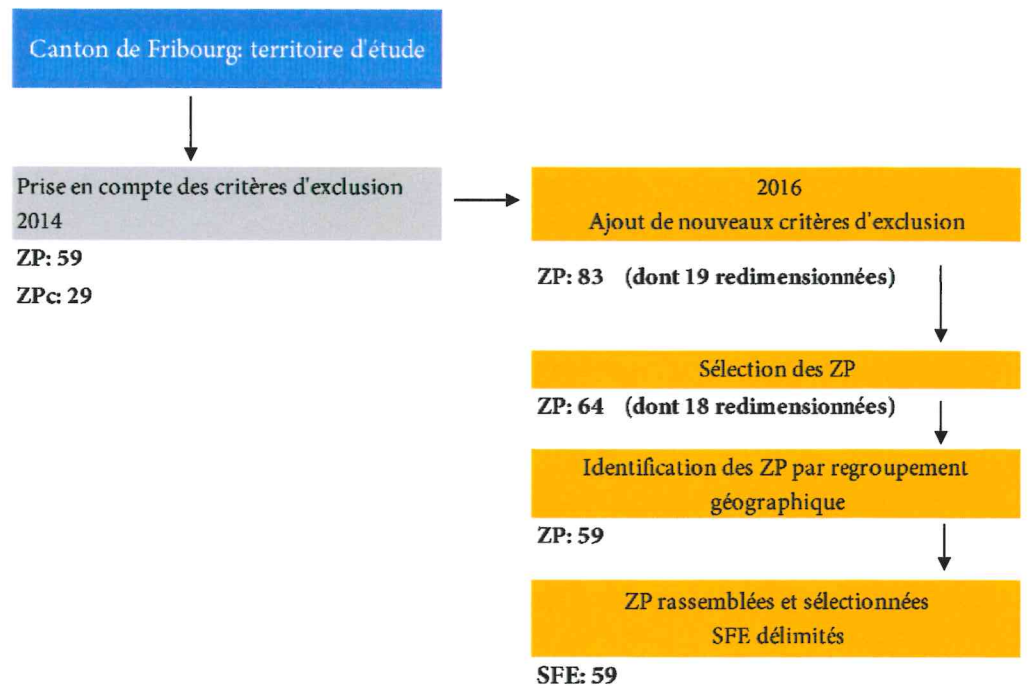 Canton de Fribourg: territoire d'étude
Prise en compte des critères d'exclusion
2014
ZP: 59
ZPc: 29
2016
Ajout de nouveaux critères d'exclusion
ZP: 83 (dont 19 redimensionnées)
Sélection des ZP
ZP: 64 (dont 18 redimensionnées)
Identification des ZP par regroupement
géographique
ZP: 59
ZP rassemblées et sélectionnées
SFE délimités
SFE: 59